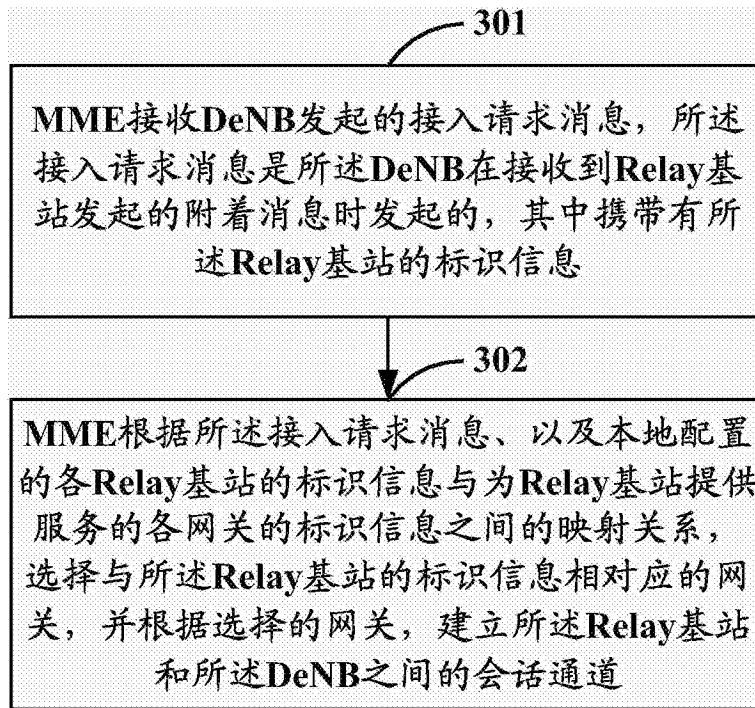 301
MME接收DeNB发起的接入请求消息，所述
接入请求消息是所述DeNB在接收到Relay基
站发起的附着消息时发起的，其中携带有所
述Relay基站的标识信息
302
MME根据所述接入请求消息、以及本地配置
的各Relay基站的标识信息与为Relay基站提供
服务的各网关的标识信息之间的映射关系，
选择与所述Relay基站的标识信息相对应的网
关，并根据选择的网关，建立所述Relay基站
和所述DeNB之间的会话通道